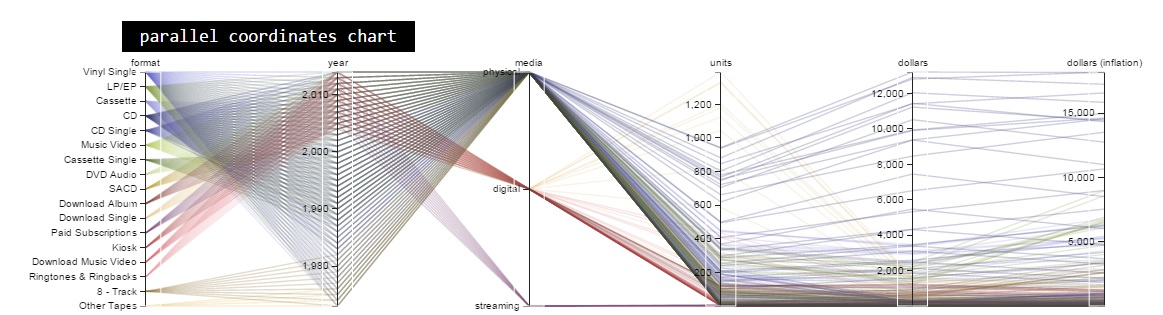 parallel coordinates chart
format
year
media
units
dollars
dollars (inflation)
Vinyl Single
LP/EP
Cassette
CD
CD Single
Music Video
Cassette Single
DVD Audio
SACD
Download Album
Download Single
Paid Subscriptions
Kiosk
Download Music Video
Ringtones & Ringbacks
8 - Track
Other Tapes
2,010
2,000
1,990
1,980
physical
digital
streaming
1,200
1,000
800
600
400
200
12,000
10,000
8,000
6,000
4,000
2,000
15,000
10,000
5,000